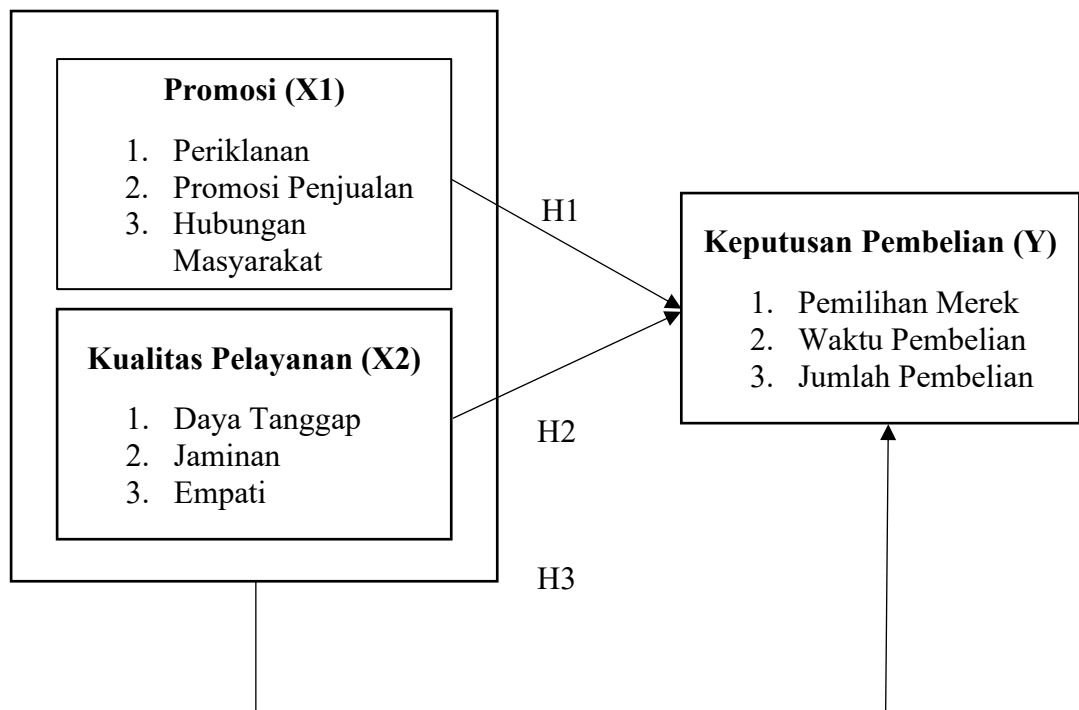 Promosi (X1)
1. Periklanan
2. Promosi Penjualan
3. Hubungan
Masyarakat
Kualitas Pelayanan (X2)
1. Daya Tanggap
2. Jaminan
3. Empati
H1
H2
H3
Keputusan Pembelian (Y)
1. Pemilihan Merek
2. Waktu Pembelian
3. Jumlah Pembelian